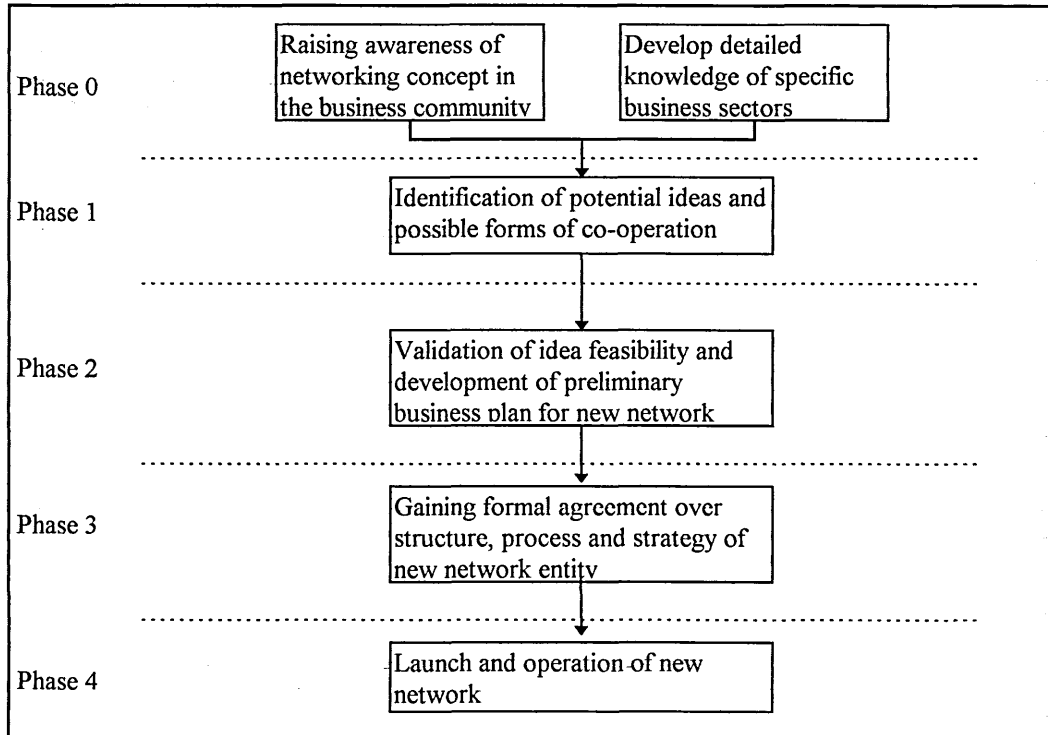 Phase 0
Raising awareness of
networking concept in
the business community
Develop detailed
knowledge of specific
business sectors
Phase 1
Identification of potential ideas and
possible forms of co-operation
Phase 2
Validation of idea feasibility and
development of preliminary
business plan for new network
Phase 3
Gaining formal agreement over
structure, process and strategy of
new network entity
Phase 4
Launch and operation of new
network